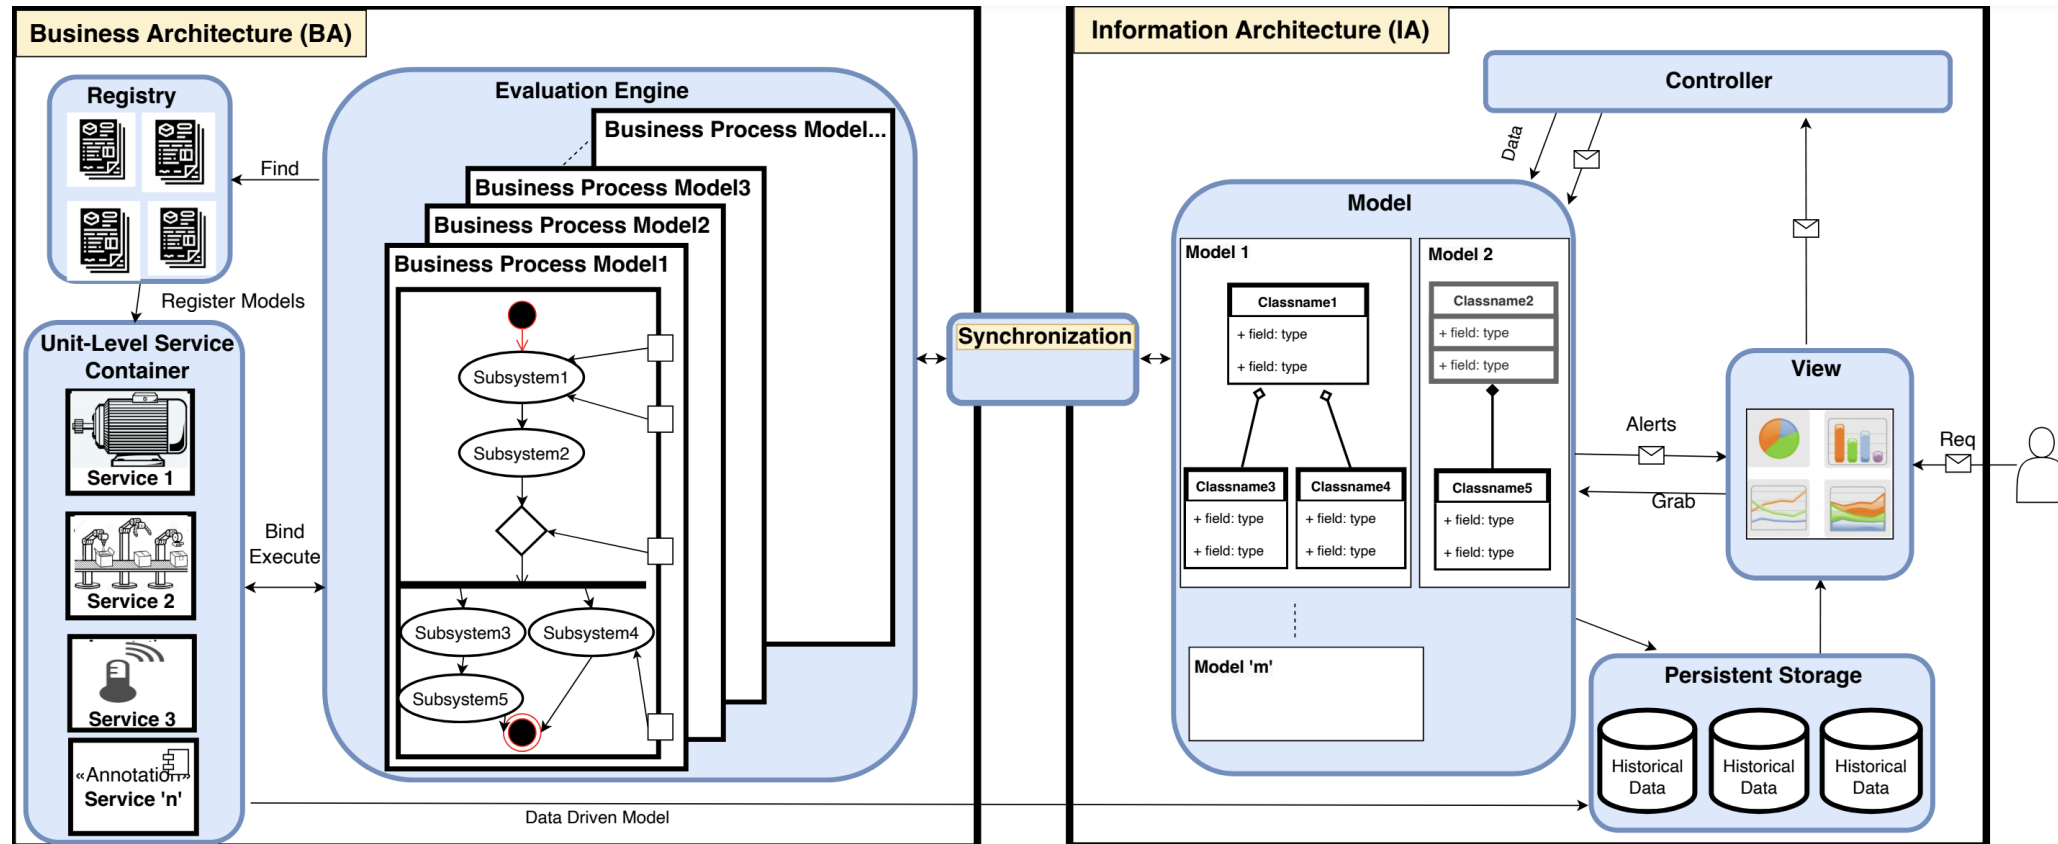 Business Architecture (BA)
Registry
Find
Register Models
Unit-Level Service
Container
Service 1
Service 2
Service 3
«Annotation»
Service 'n'
Bind
Execute
Evaluation Engine
Business Process Model...
Business Process Model3
Business Process Model2
Business Process Model1
Subsystem1
Subsystem2
Subsystem3
Subsystem4
Subsystem5
Data Driven Model
Synchronization
Information Architecture (IA)
Controller
Data
Model
Model 1
Classname1
+ field: type
+ field: type
Classname3
+ field: type
+ field: type
Classname4
+ field: type
+ field: type
Model 2
Classname2
+ field: type
+ field: type
Classname5
+ field: type
+ field: type
Model 'm'
Alerts
Grab
View
Req
Persistent Storage
Historical
Data
Historical
Data
Historical
Data